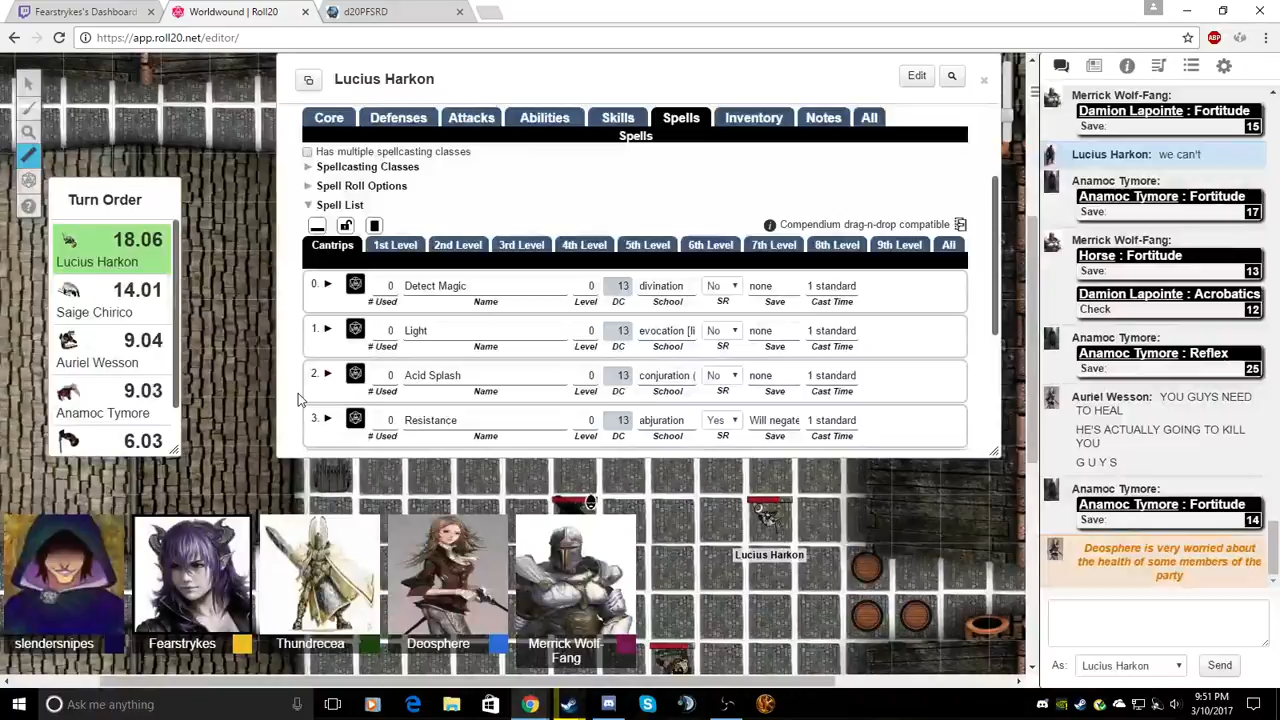 Fearstrykes's Dashboard
Worldwound | Roll20
d20PFSRD
https://app.roll20.net/editor/
ABP
Lucius Harkon
Edit
Core
Defenses
Attacks
Abilities
Skills
Spells
Inventory
Notes
All
Spells
Has multiple spellcasting classes
Spellcasting Classes
Spell Roll Options
Spell List
Compendium drag-n-drop compatible
Cantrips
1st Level
2nd Level
3rd Level
4th Level
5th Level
6th Level
7th Level
8th Level
9th Level
All
0. 0 Detect Magic 0 13 divination No none 1 standard
# Used Name Level DC School SR Save Cast Time
1. 0 Light 0 13 evocation [li No none 1 standard
# Used Name Level DC School SR Save Cast Time
2. 0 Acid Splash 0 13 conjuration ( No none 1 standard
# Used Name Level DC School SR Save Cast Time
3. 0 Resistance 0 13 abjuration Yes Will negate 1 standard
# Used Name Level DC School SR Save Cast Time
Turn Order
18.06
Lucius Harkon
14.01
Saige Chirico
9.04
Auriel Wesson
9.03
Anamoc Tymore
6.03
Lucius Harkon
slendersnipes
Fearstrykes
Thundrecea
Deosphere
Merrick Wolf-
Fang
Merrick Wolf-Fang:
Damion Lapointe : Fortitude
Save: 15
Lucius Harkon: we can't
Anamoc Tymore:
Anamoc Tymore : Fortitude
Save: 17
Merrick Wolf-Fang:
Horse : Fortitude
Save: 13
Damion Lapointe : Acrobatics
Check 12
Anamoc Tymore:
Anamoc Tymore : Reflex
Save: 25
Auriel Wesson: YOU GUYS NEED
TO HEAL
HE'S ACTUALLY GOING TO KILL
YOU
G U Y S
Anamoc Tymore:
Anamoc Tymore : Fortitude
Save: 14
Deosphere is very worried about
the health of some members of the
party
As: Lucius Harkon
Send
Ask me anything
9:51 PM
3/10/2017